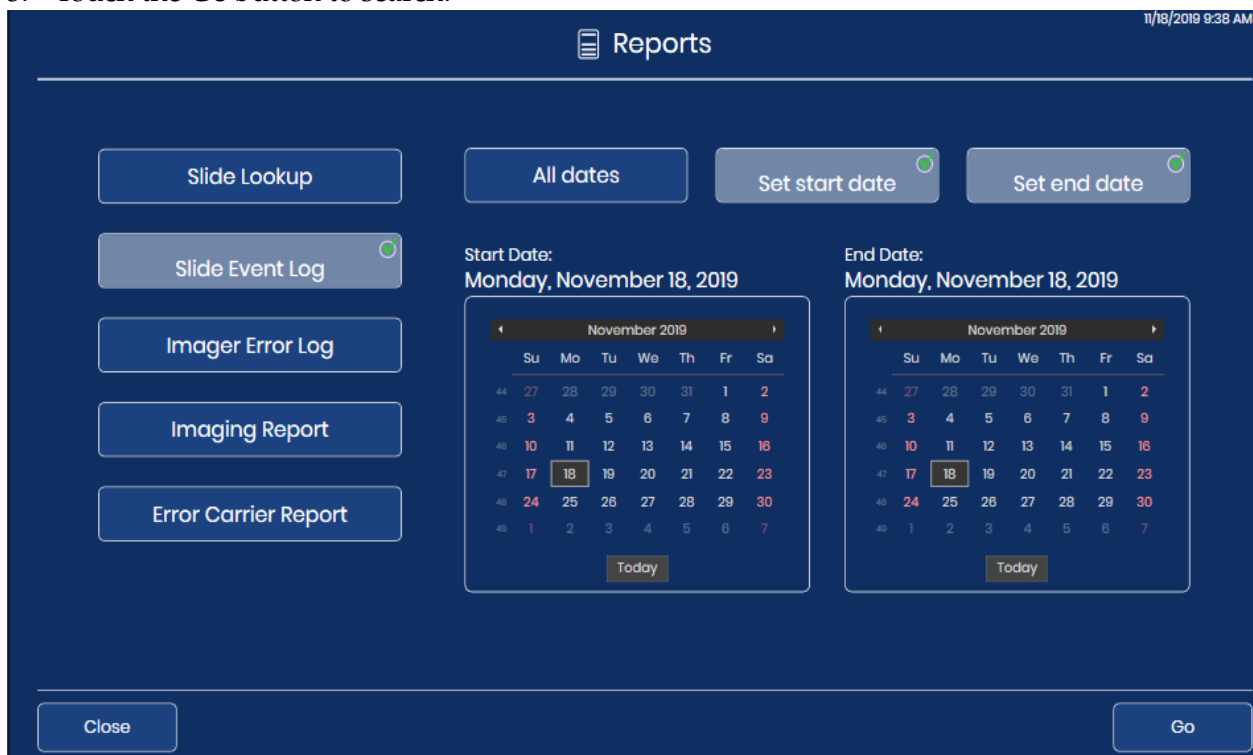 Touch the Go button to search.
11/18/2019 9:38 AM
Reports
Slide Lookup
All dates
Set start date
Set end date
Slide Event Log
Imager Error Log
Imaging Report
Error Carrier Report
Start Date:
Monday, November 18, 2019
November 2019
Su Mo Tu We Th Fr Sa
44 27 28 29 30 31 1 2
45 3 4 5 6 7 8 9
46 10 11 12 13 14 15 16
47 17 18 19 20 21 22 23
48 24 25 26 27 28 29 30
49 1 2 3 4 5 6 7
Today
End Date:
Monday, November 18, 2019
November 2019
Su Mo Tu We Th Fr Sa
44 27 28 29 30 31 1 2
45 3 4 5 6 7 8 9
46 10 11 12 13 14 15 16
47 17 18 19 20 21 22 23
48 24 25 26 27 28 29 30
49 1 2 3 4 5 6 7
Today
Close
Go